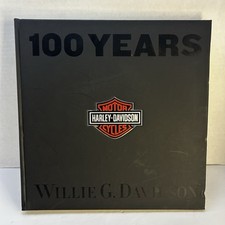 100 YEARS
MOTOR
HARLEY-DAVIDSON
CYCLES
WILLIE G. DAVIDSON